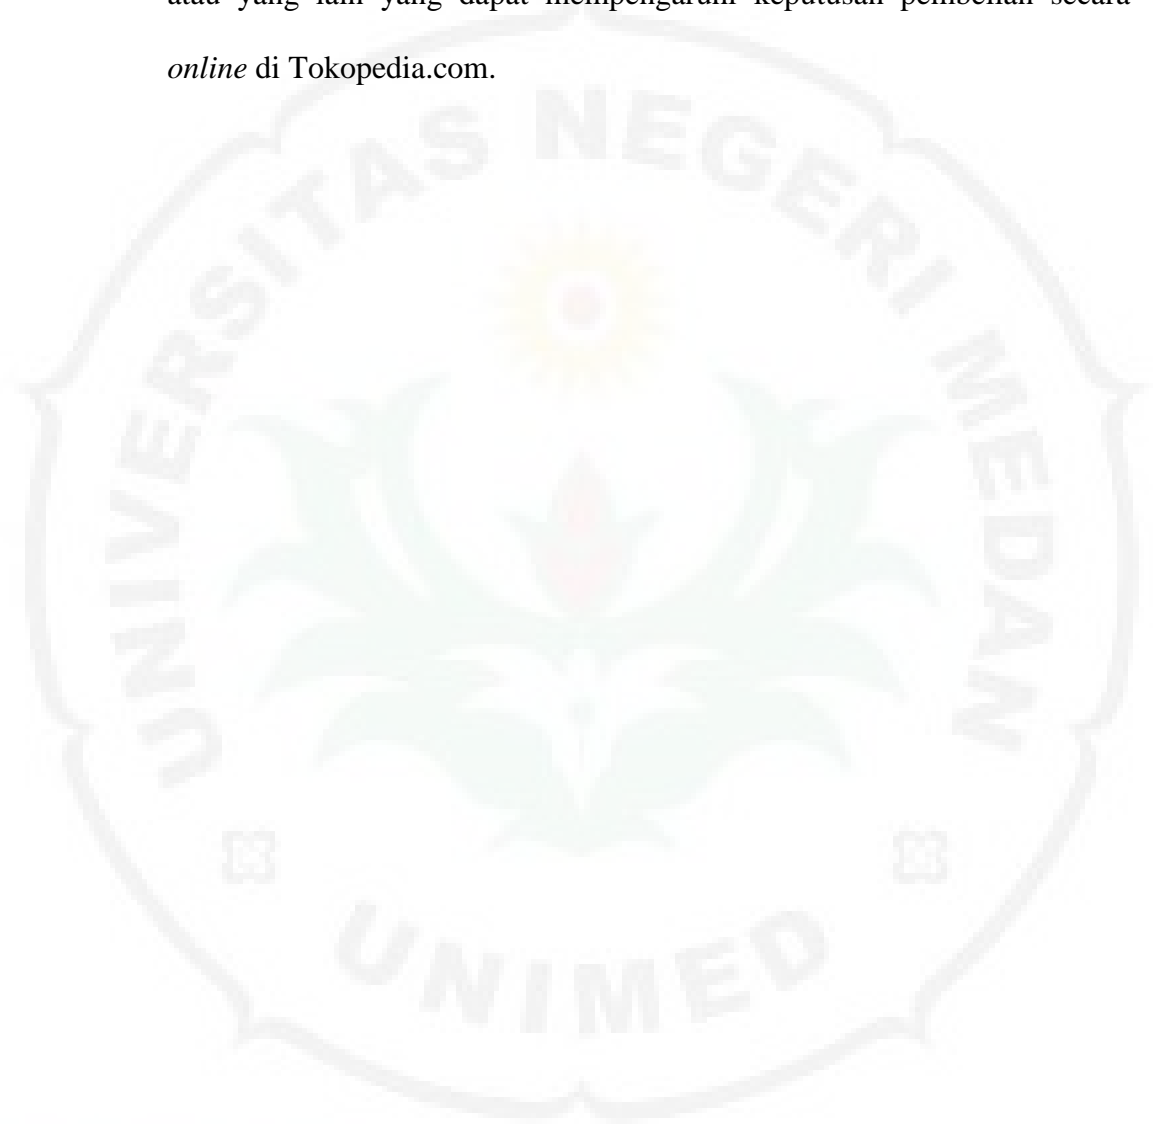 atau yang lain yang dapat mempengaruhi keputusan pembelian secara
online di Tokopedia.com.
UNIVERSITAS NEGERI MEDAN
UNIMED